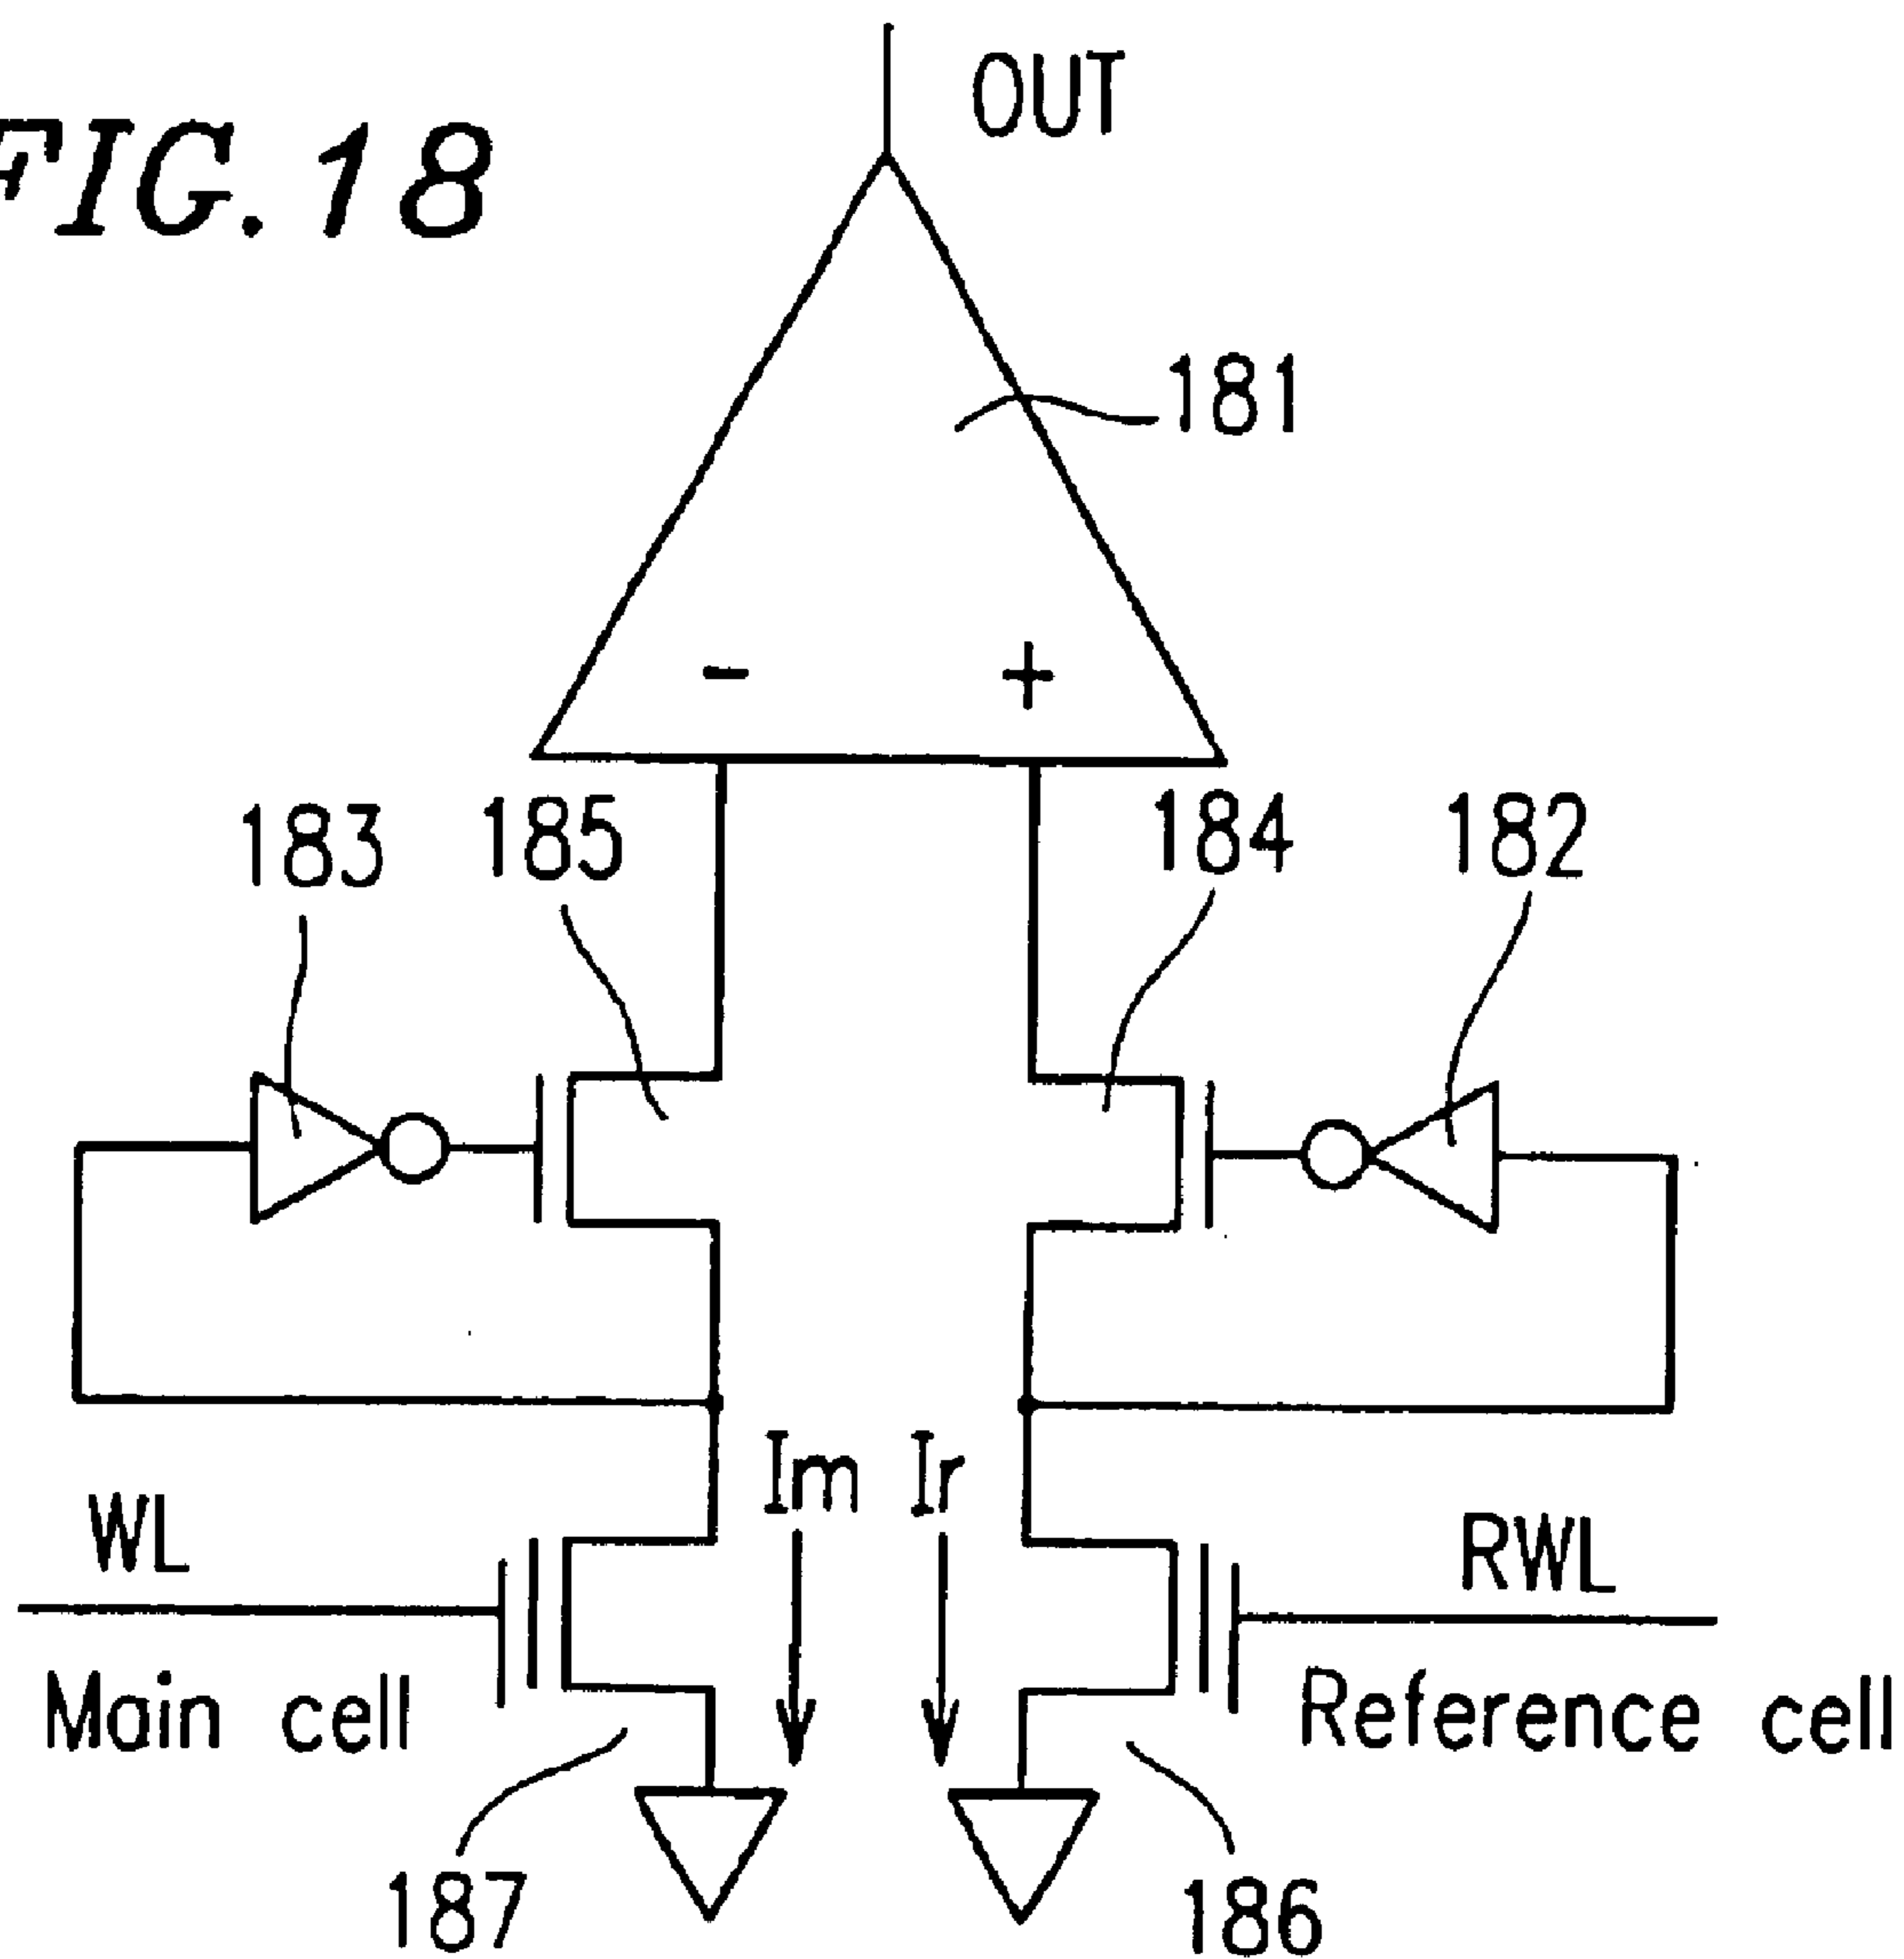 FIG. 18
OUT
181
- +
183
185
184
182
Im
Ir
WL
RWL
Main cell
Reference cell
187
186